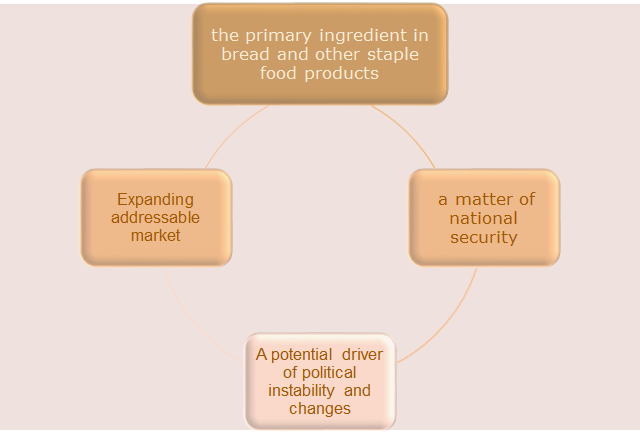 the primary ingredient in
bread and other staple
food products
Expanding
addressable
market
a matter of
national
security
A potential driver
of political
instability and
changes